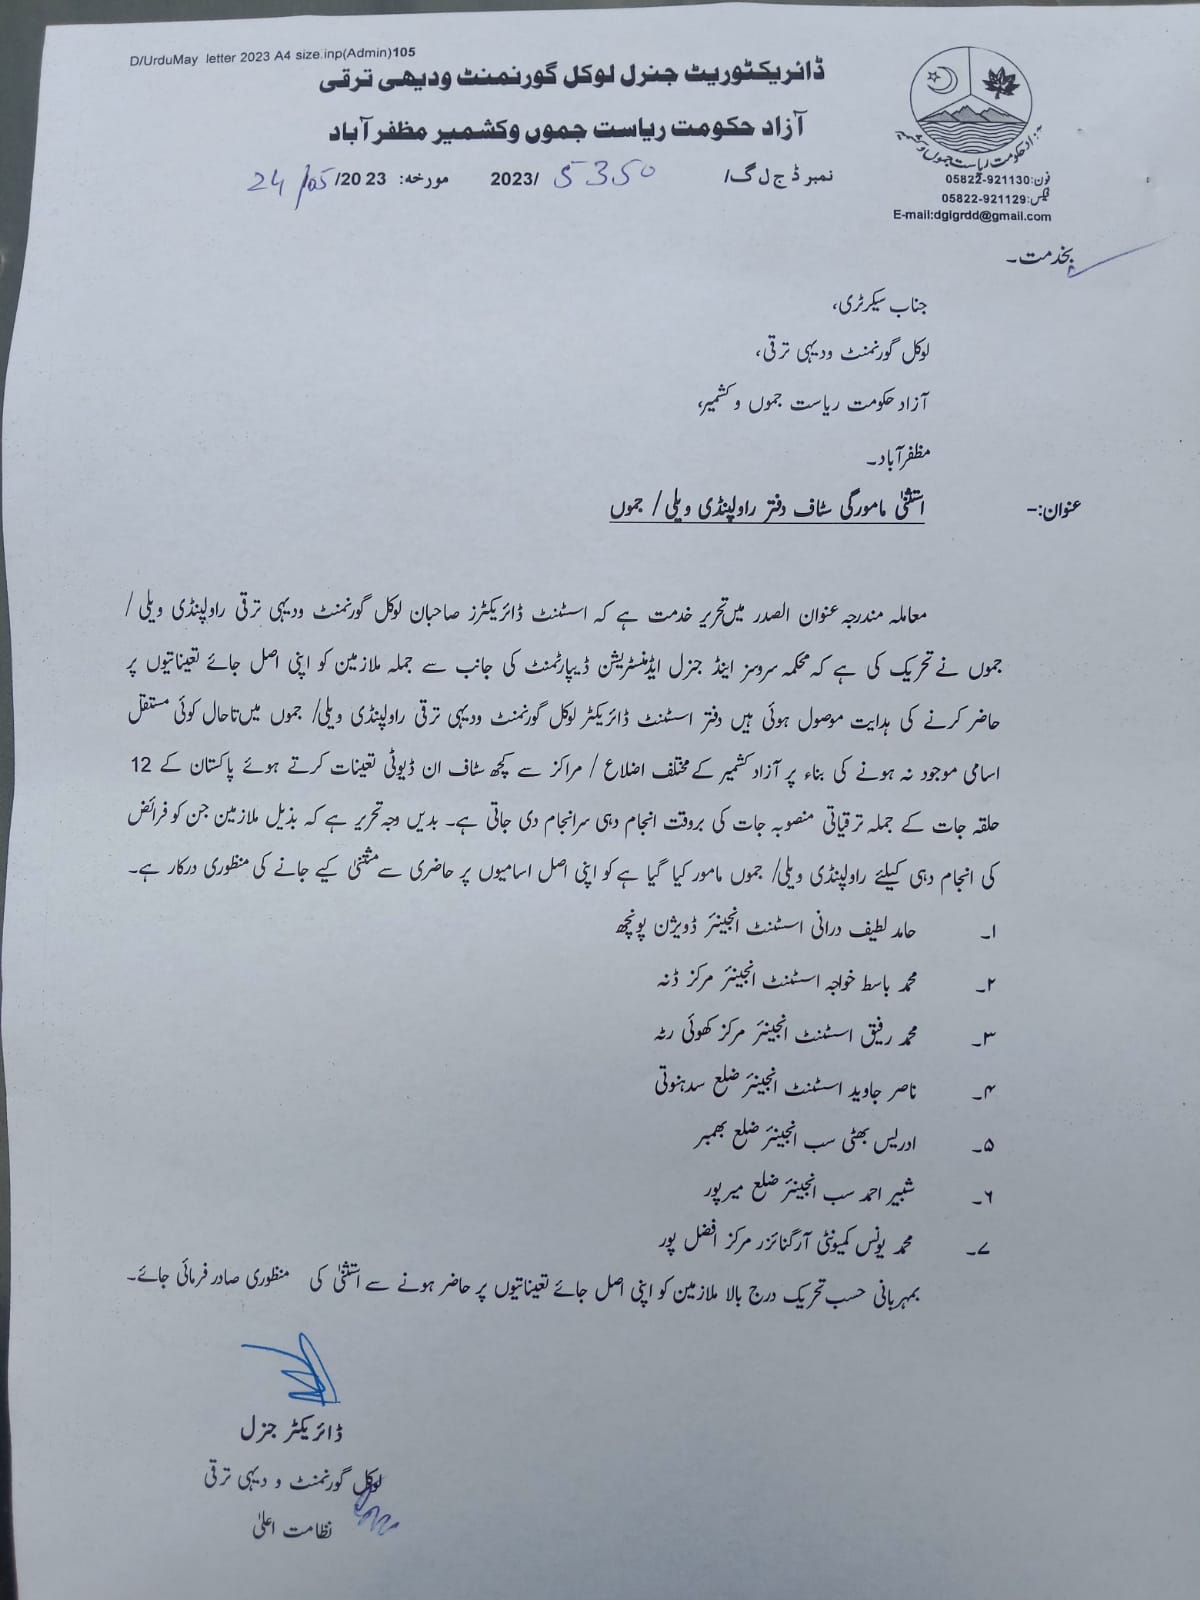 D/UrduMay letter 2023 A4 size.inp(Admin)105
ڈائریکٹوریٹ جنرل لوکل گورنمنٹ ودیھی ترقی
آزاد حکومت ریاست جموں وکشمیر مظفر آباد
نمبر ڈ ج ل گ/ 5350 /2023 مورخہ: 24/05/2023
آزاد حکومت ریاست جموں و کشمیر
فون:05822-921130
فیکس:05822-921129
E-mail:dglgrdd@gmail.com
بخدمت۔
جناب سیکرٹری،
لوکل گورنمنٹ ودیہی ترقی،
آزاد حکومت ریاست جموں و کشمیر،
مظفرآباد۔
عنوان:- استثنیٰ مامورگی سٹاف دفتر راولپنڈی ویلی/ جموں
معاملہ مندرجہ عنوان الصدر میں تحریر خدمت ہے کہ اسسٹنٹ ڈائریکٹرز صاحبان لوکل گورنمنٹ ودیہی ترقی راولپنڈی ویلی /
جموں نے تحریک کی ہے کہ محکمہ سروسز اینڈ جنرل ایڈمنسٹریشن ڈیپارٹمنٹ کی جانب سے جملہ ملازمین کو اپنی اصل جائے تعیناتیوں پر
حاضر کرنے کی ہدایت موصول ہوئی ہیں دفتر اسسٹنٹ ڈائریکٹر لوکل گورنمنٹ ودیہی ترقی راولپنڈی ویلی/ جموں میں تاحال کوئی مستقل
اسامی موجود نہ ہونے کی بناء پر آزاد کشمیر کے مختلف اضلاع / مراکز سے کچھ سٹاف ان ڈیوٹی تعینات کرتے ہوئے پاکستان کے 12
حلقہ جات کے جملہ ترقیاتی منصوبہ جات کی بروقت انجام دہی سرانجام دی جاتی ہے۔ بدیں وجہ تحریر ہے کہ بذیل ملازمین جن کو فرائض
کی انجام دہی کیلئے راولپنڈی ویلی/ جموں مامور کیا گیا ہے کو اپنی اصل اسامیوں پر حاضری سے مثتنیٰ کیے جانے کی منظوری درکار ہے۔
۱۔ حامد لطیف درانی اسسٹنٹ انجینئر ڈویژن پونچھ
۲۔ محمد باسط خواجہ اسسٹنٹ انجینئر مرکز ڈنہ
۳۔ محمد رفیق اسسٹنٹ انجینئر مرکز کھوئی رٹہ
۴۔ ناصر جاوید اسسٹنٹ انجینئر ضلع سدہنوتی
۵۔ ادریس بھٹی سب انجینئر ضلع بھمبر
۶۔ شبیر احمد سب انجینئر ضلع میرپور
۷۔ محمد یونس کمیونٹی آرگنائزر مرکز افضل پور
بمہربانی حسب تحریک درج بالا ملازمین کو اپنی اصل جائے تعیناتیوں پر حاضر ہونے سے استثنیٰ کی منظوری صادر فرمائی جائے۔
ڈائریکٹر جنرل
لوکل گورنمنٹ و دیہی ترقی
نظامت اعلیٰ